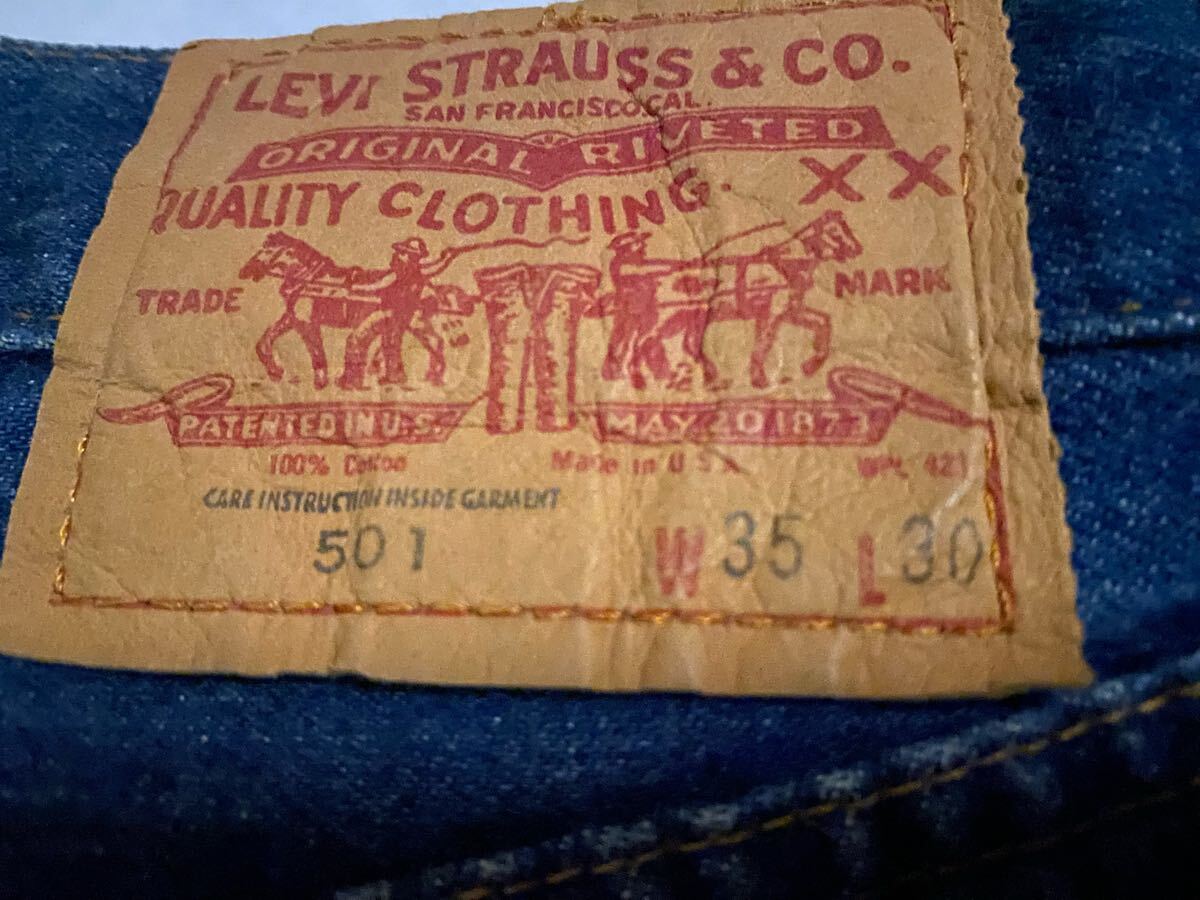 LEVI STRAUSS & CO.
SAN FRANCISCO, CAL.
ORIGINAL RIVETED
QUALITY CLOTHING. XX
TRADE MARK
PATENTED IN U.S. MAY 20 1873
100% Cotton Made in U S A WPL 423
CARE INSTRUCTION INSIDE GARMENT
501 W 35 L 30